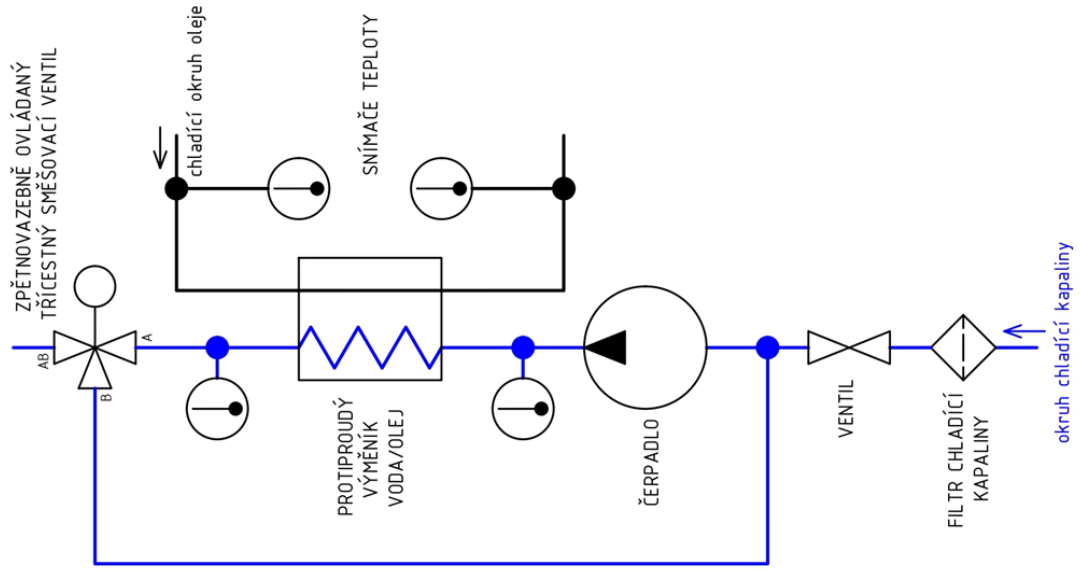 ZPĚTNOVAZEBNĚ OVLÁDANÝ
TŘÍCESTNÝ SMĚŠOVACÍ VENTIL
AB
A
B
chladící okruh oleje
SNÍMAČE TEPLOTY
PROTIPROUDÝ
VÝMĚNÍK
VODA/OLEJ
ČERPADLO
VENTIL
FILTR CHLADÍCÍ
KAPALINY
okruh chladící kapaliny